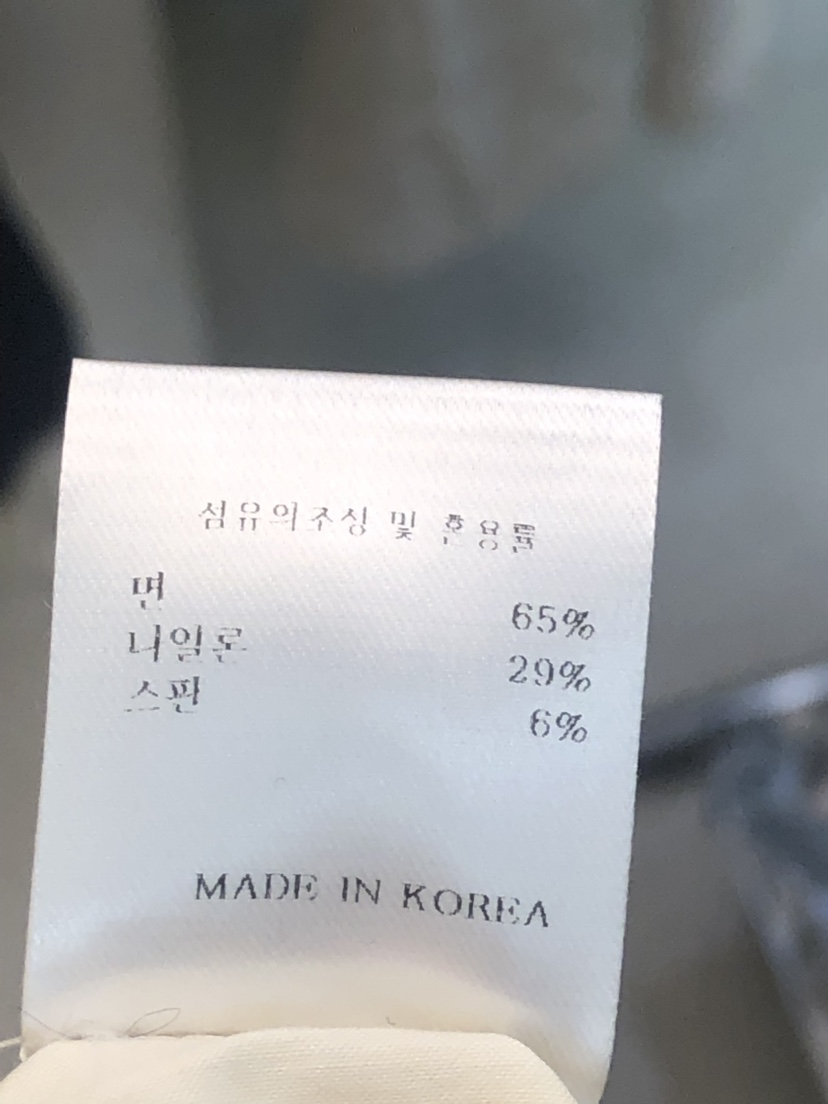 섬유의조성 및 혼용률
면 65%
니일론 29%
스판 6%
MADE IN KOREA